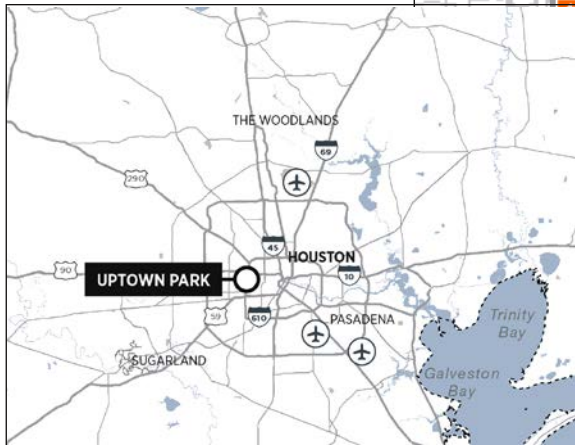 THE WOODLANDS
69
290
45
HOUSTON
90
UPTOWN PARK
10
59
610
PASADENA
Trinity
Bay
SUGARLAND
Galveston
Bay